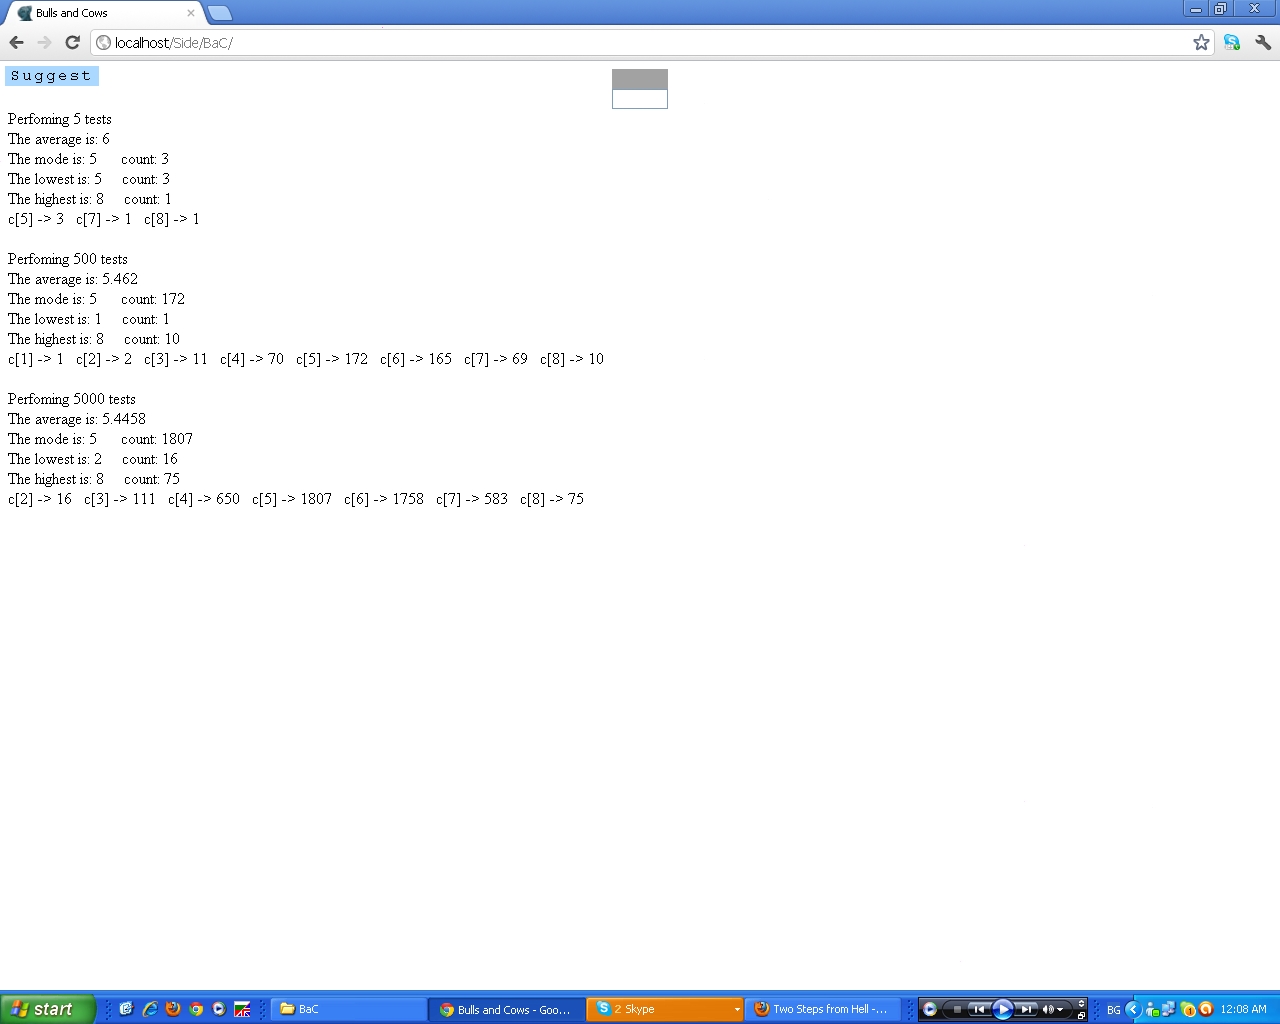 Bulls and Cows
localhost/Side/BaC/
Suggest
Perfoming 5 tests
The average is: 6
The mode is: 5 count: 3
The lowest is: 5 count: 3
The highest is: 8 count: 1
c[5] -> 3 c[7] -> 1 c[8] -> 1
Perfoming 500 tests
The average is: 5.462
The mode is: 5 count: 172
The lowest is: 1 count: 1
The highest is: 8 count: 10
c[1] -> 1 c[2] -> 2 c[3] -> 11 c[4] -> 70 c[5] -> 172 c[6] -> 165 c[7] -> 69 c[8] -> 10
Perfoming 5000 tests
The average is: 5.4458
The mode is: 5 count: 1807
The lowest is: 2 count: 16
The highest is: 8 count: 75
c[2] -> 16 c[3] -> 111 c[4] -> 650 c[5] -> 1807 c[6] -> 1758 c[7] -> 583 c[8] -> 75
start BaC Bulls and Cows - Goo... 2 Skype Two Steps from Hell -... BG 12:08 AM